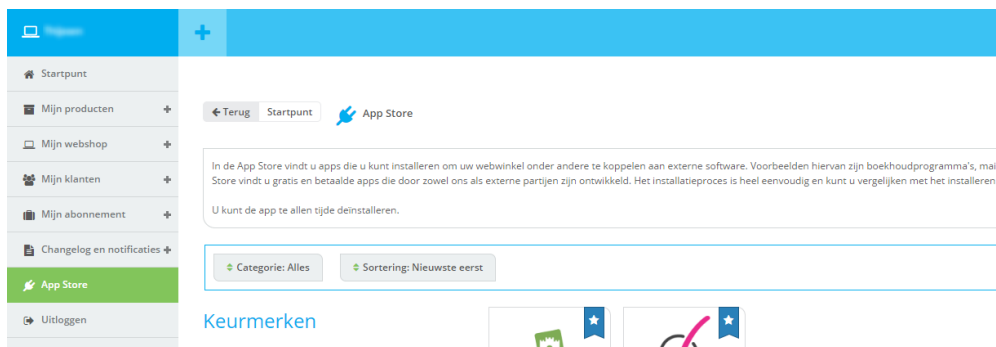 Startpunt
Mijn producten
Mijn webshop
Mijn klanten
Mijn abonnement
Changelog en notificaties
App Store
Uitloggen
Terug Startpunt App Store
In de App Store vindt u apps die u kunt installeren om uw webwinkel onder andere te koppelen aan externe software. Voorbeelden hiervan zijn boekhoudprogramma's, mai
Store vindt u gratis en betaalde apps die door zowel ons als externe partijen zijn ontwikkeld. Het installatieproces is heel eenvoudig en kunt u vergelijken met het installeren
U kunt de app te allen tijde deïnstalleren.
Categorie: Alles Sortering: Nieuwste eerst
Keurmerken